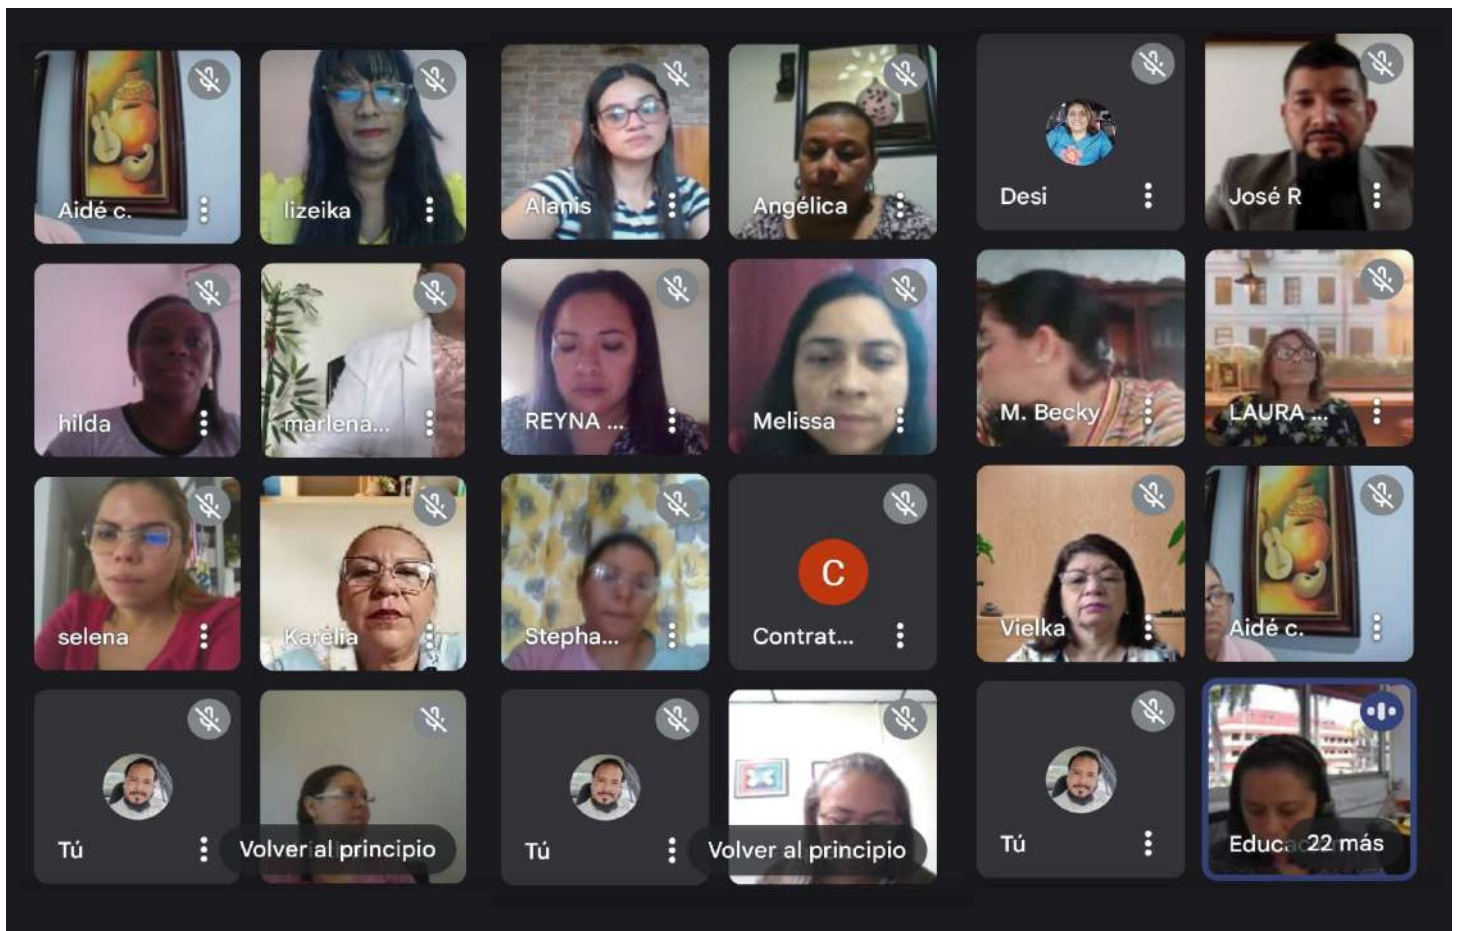 Aidé c.
lizeika
Alanis
Angélica
Desi
José R
hilda
marlena...
REYNA ...
Melissa
M. Becky
LAURA ...
selena
Karelia
Stepha...
C
Contrat...
Vielka
Aidé c.
Tú
Volver al principio
Tú
Volver al principio
Tú
22 más